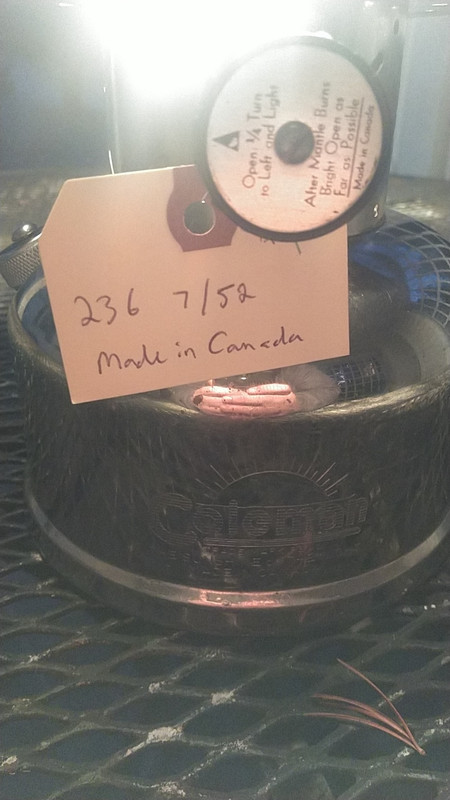 Open: ¼ Turn
to Left and Light
After Mantle Burns
Bright Open as
Far as Possible
Made in Canada
236 7/52
Made in Canada
Coleman